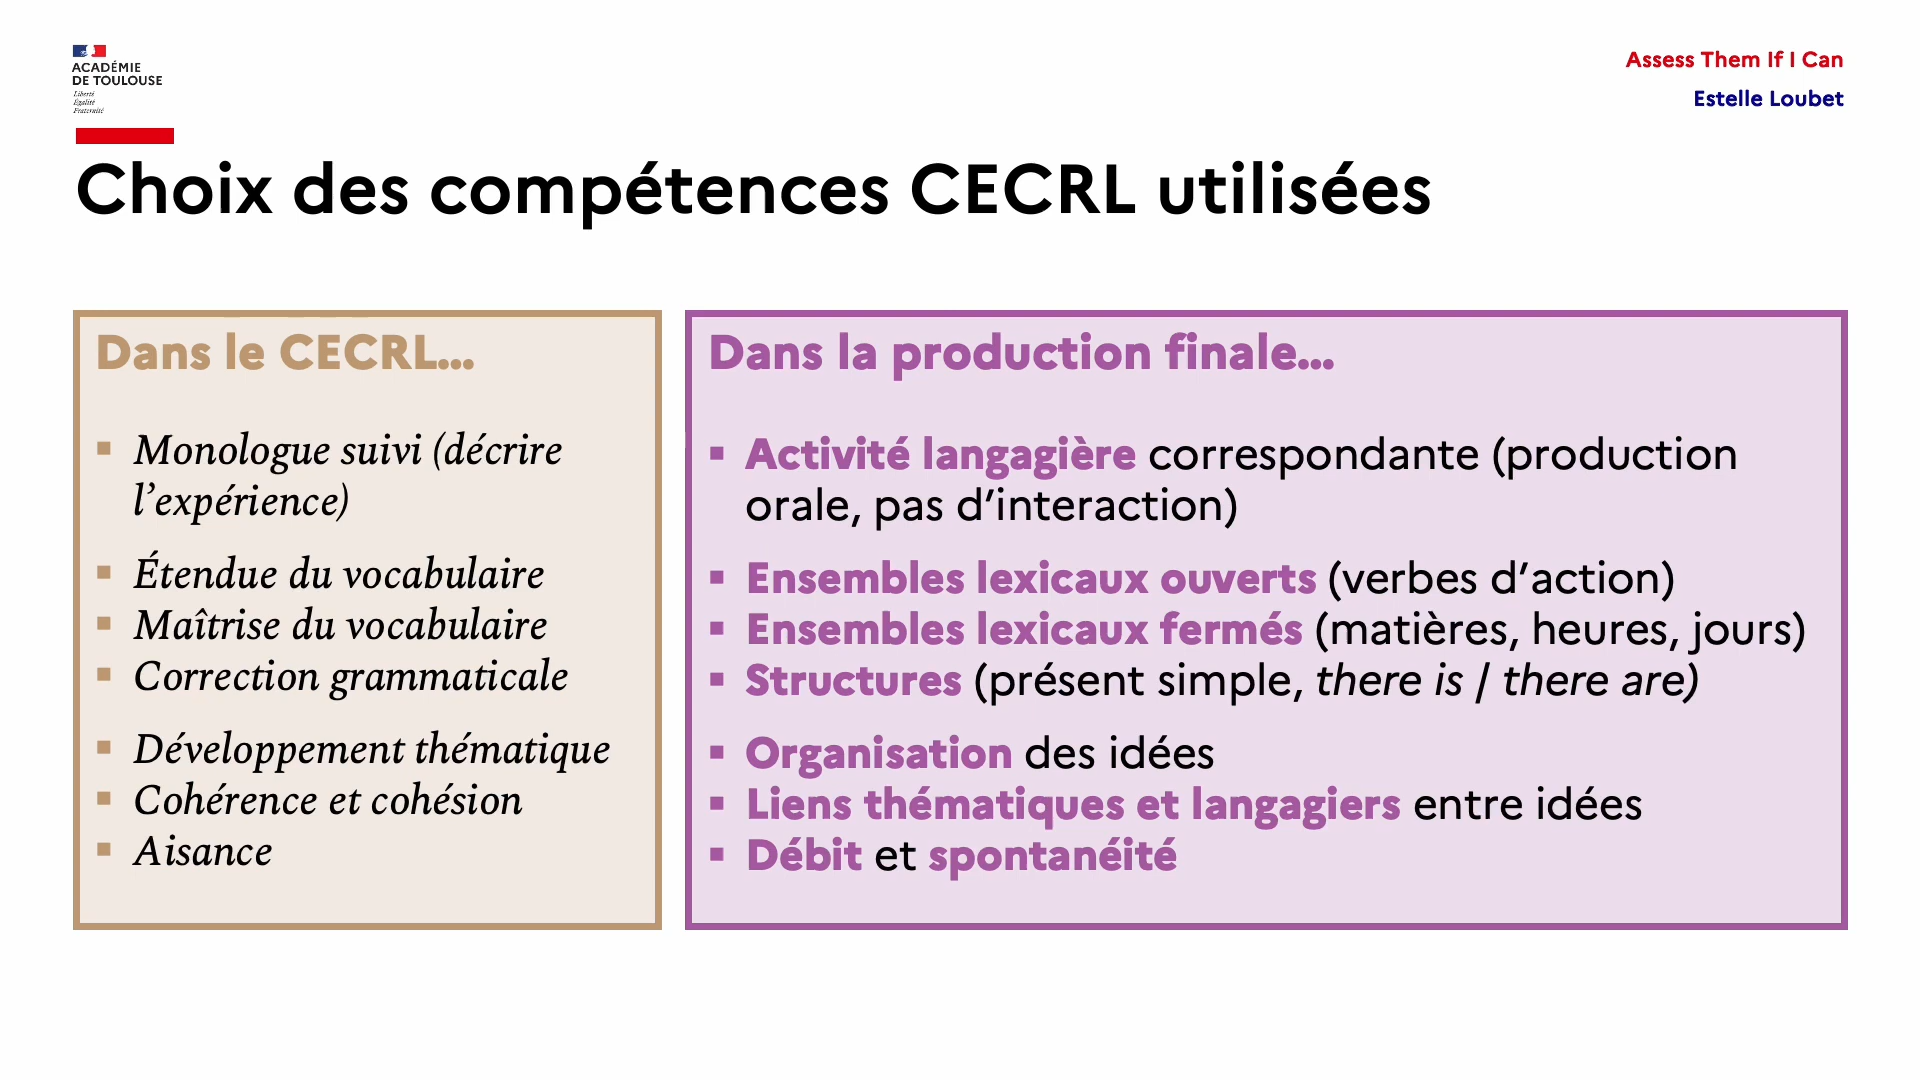 ACADÉMIE
DE TOULOUSE
Liberté
Égalité
Fraternité
Assess Them If I Can
Estelle Loubet
Choix des compétences CECRL utilisées
Dans le CECRL...
Monologue suivi (décrire
l’expérience)
Étendue du vocabulaire
Maîtrise du vocabulaire
Correction grammaticale
Développement thématique
Cohérence et cohésion
Aisance
Dans la production finale...
Activité langagière correspondante (production
orale, pas d’interaction)
Ensembles lexicaux ouverts (verbes d’action)
Ensembles lexicaux fermés (matières, heures, jours)
Structures (présent simple, there is / there are)
Organisation des idées
Liens thématiques et langagiers entre idées
Débit et spontanéité